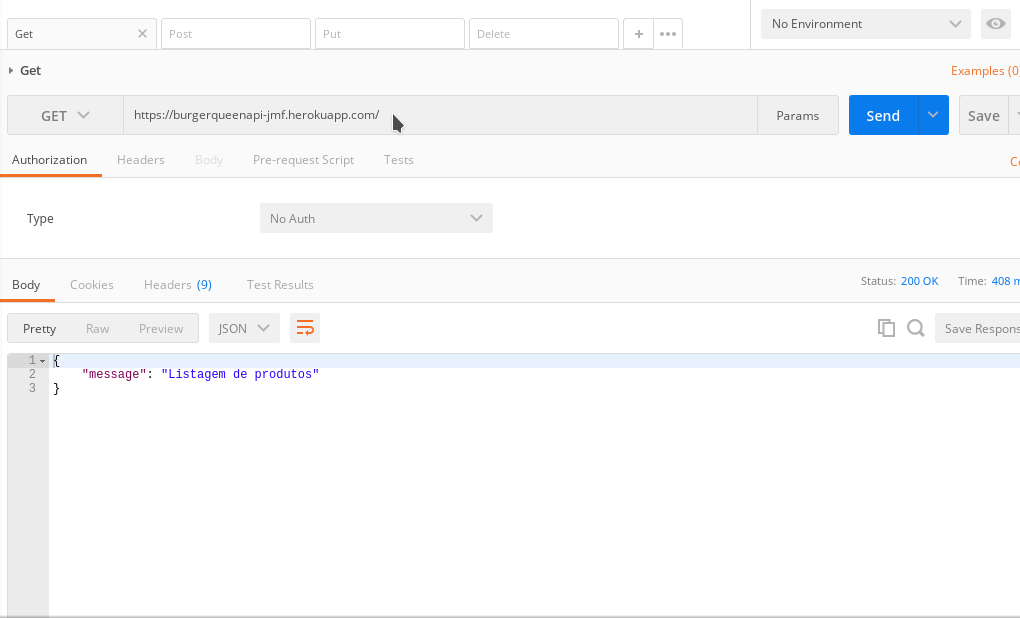 Get Post Put Delete No Environment
Get Examples (0
GET https://burgerqueenapi-jmf.herokuapp.com/ Params Send Save
Authorization Headers Body Pre-request Script Tests
Type No Auth
Body Cookies Headers (9) Test Results Status: 200 OK Time: 408 m
Pretty Raw Preview JSON Save Respons
1 {
2 "message": "Listagem de produtos"
3 }